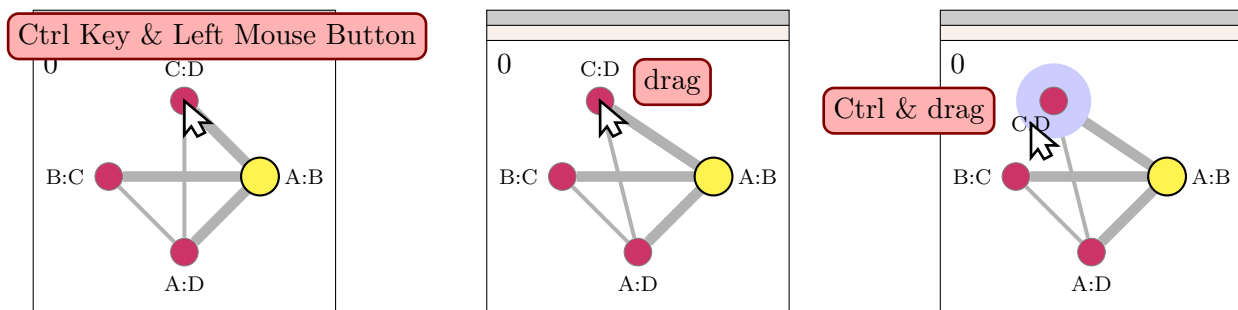 Ctrl Key & Left Mouse Button
0
C:D
B:C
A:B
A:D
0
C:D
drag
B:C
A:B
A:D
0
Ctrl & drag
C:D
B:C
A:B
A:D